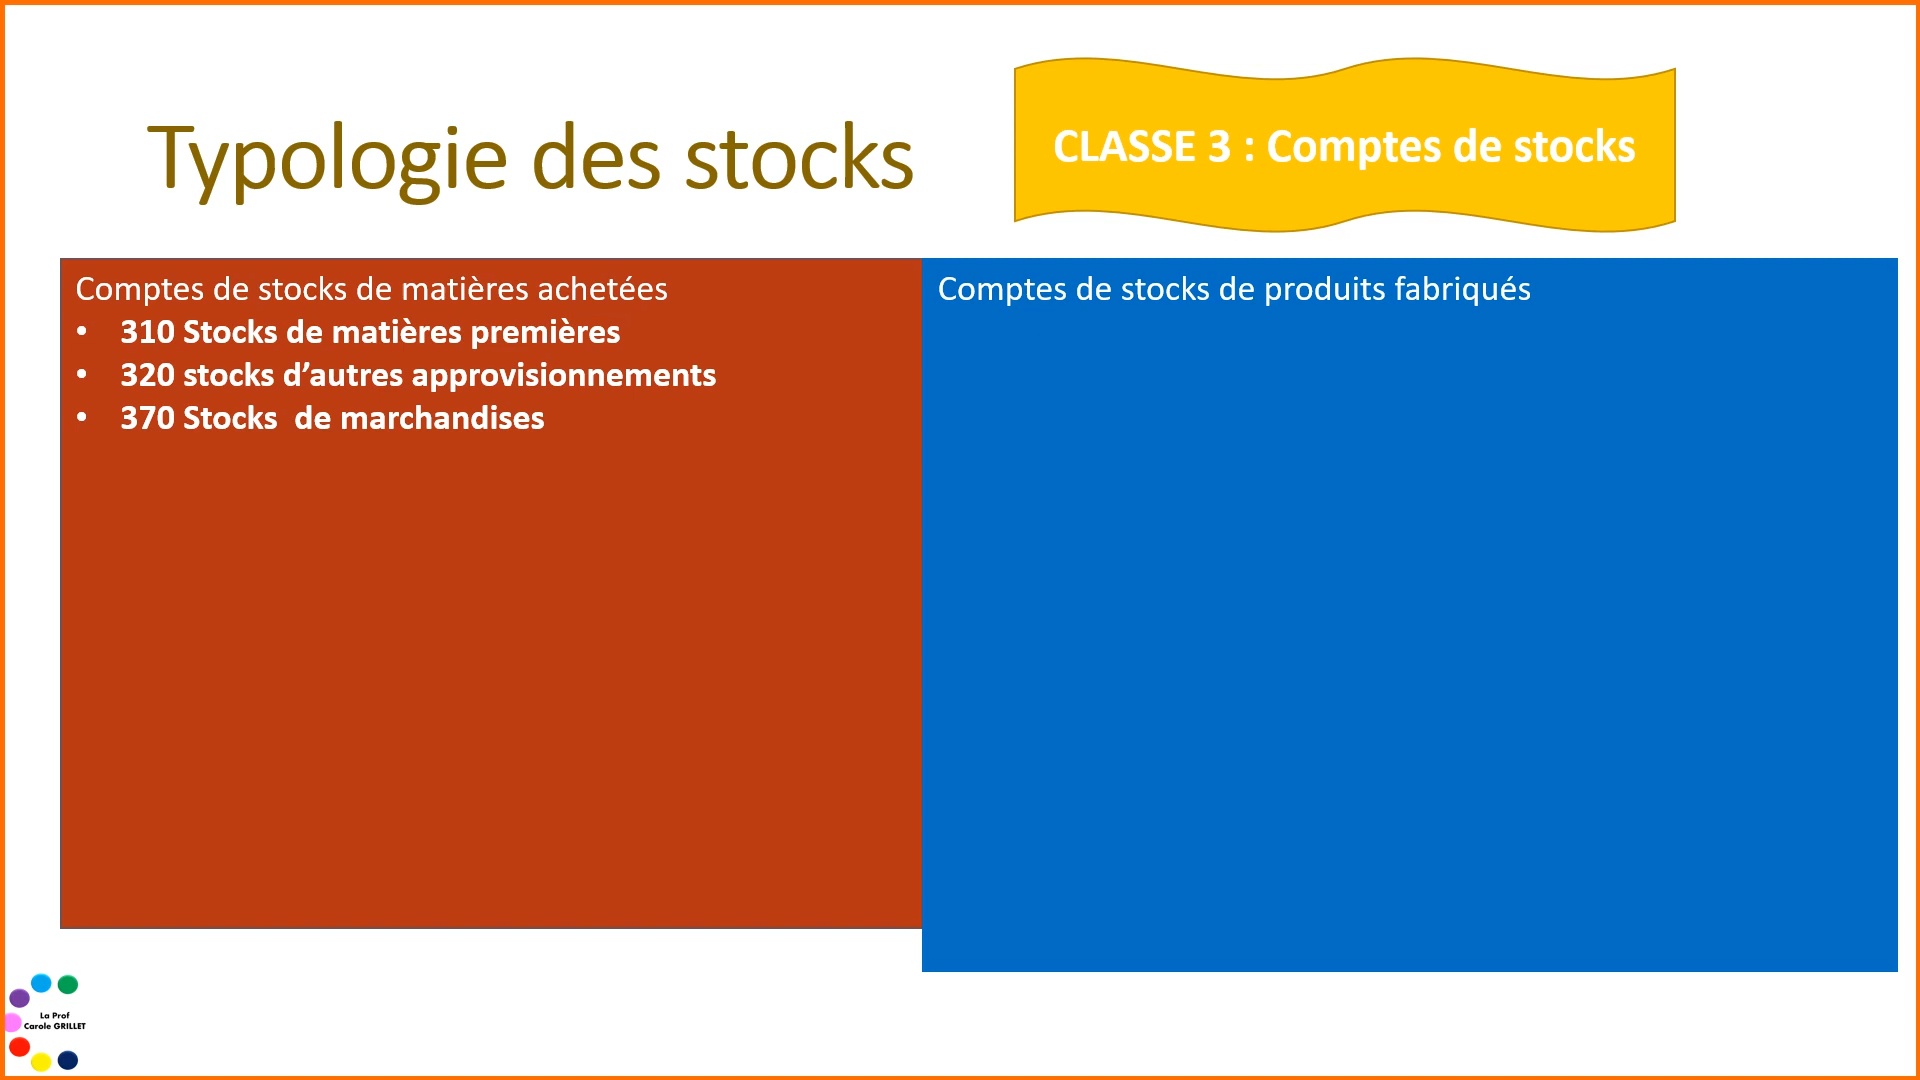 Typologie des stocks
CLASSE 3 : Comptes de stocks
Comptes de stocks de matières achetées
• 310 Stocks de matières premières
• 320 stocks d’autres approvisionnements
• 370 Stocks  de marchandises
Comptes de stocks de produits fabriqués
La Prof
Carole GRILLET